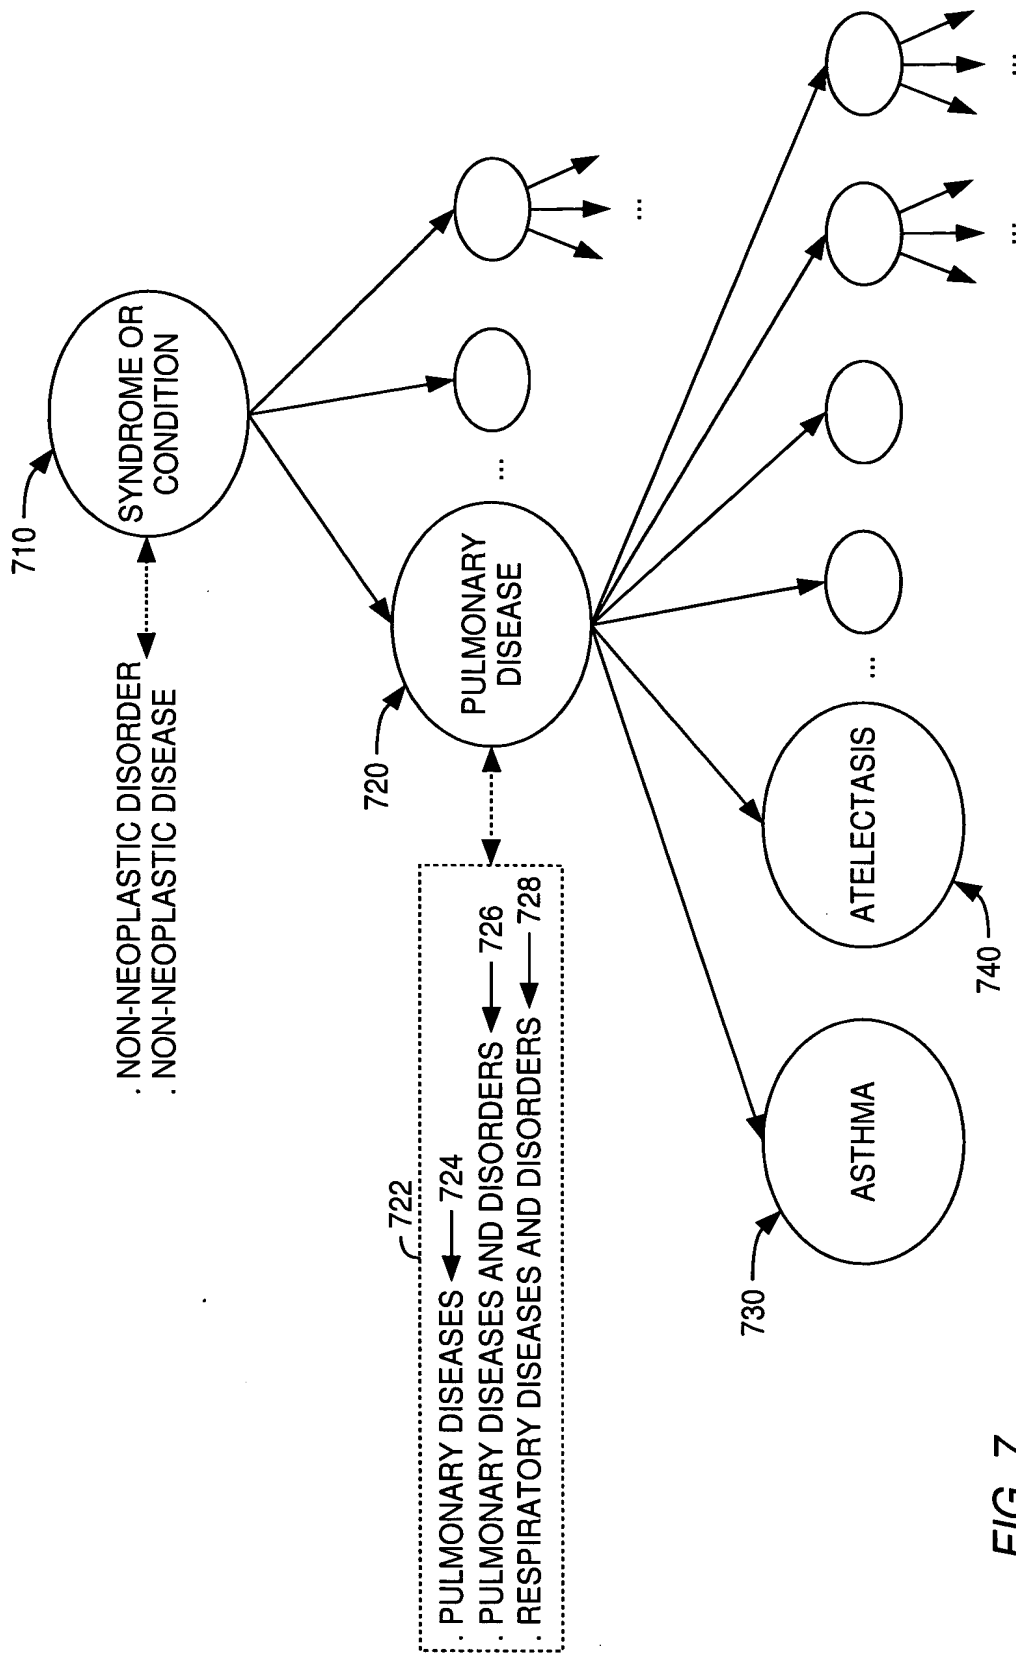 710
SYNDROME OR
CONDITION
. NON-NEOPLASTIC DISORDER
. NON-NEOPLASTIC DISEASE
720
PULMONARY
DISEASE
...
...
722
. PULMONARY DISEASES
724
. PULMONARY DISEASES AND DISORDERS
726
. RESPIRATORY DISEASES AND DISORDERS
728
730
ASTHMA
740
ATELECTASIS
...
...
...
FIG. 7